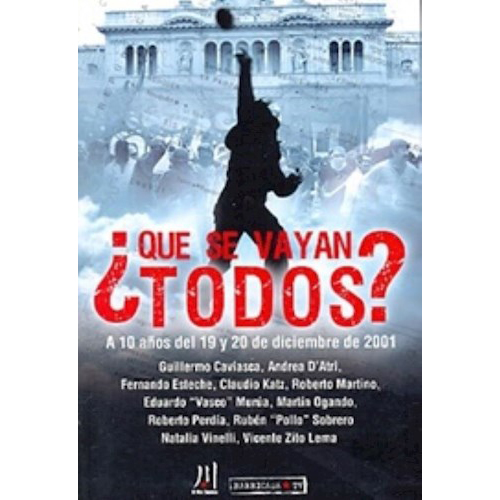 ¿QUE SE VAYAN
TODOS?
A 10 años del 19 y 20 de diciembre de 2001
Guillermo Caviasca, Andrea D'Atri,
Fernando Esteche, Claudio Katz, Roberto Martino,
Eduardo "Vasco" Murúa, Martín Ogando,
Roberto Perdía, Rubén "Pollo" Sobrero
Natalia Vinelli, Vicente Zito Lema
BARRICADA TV